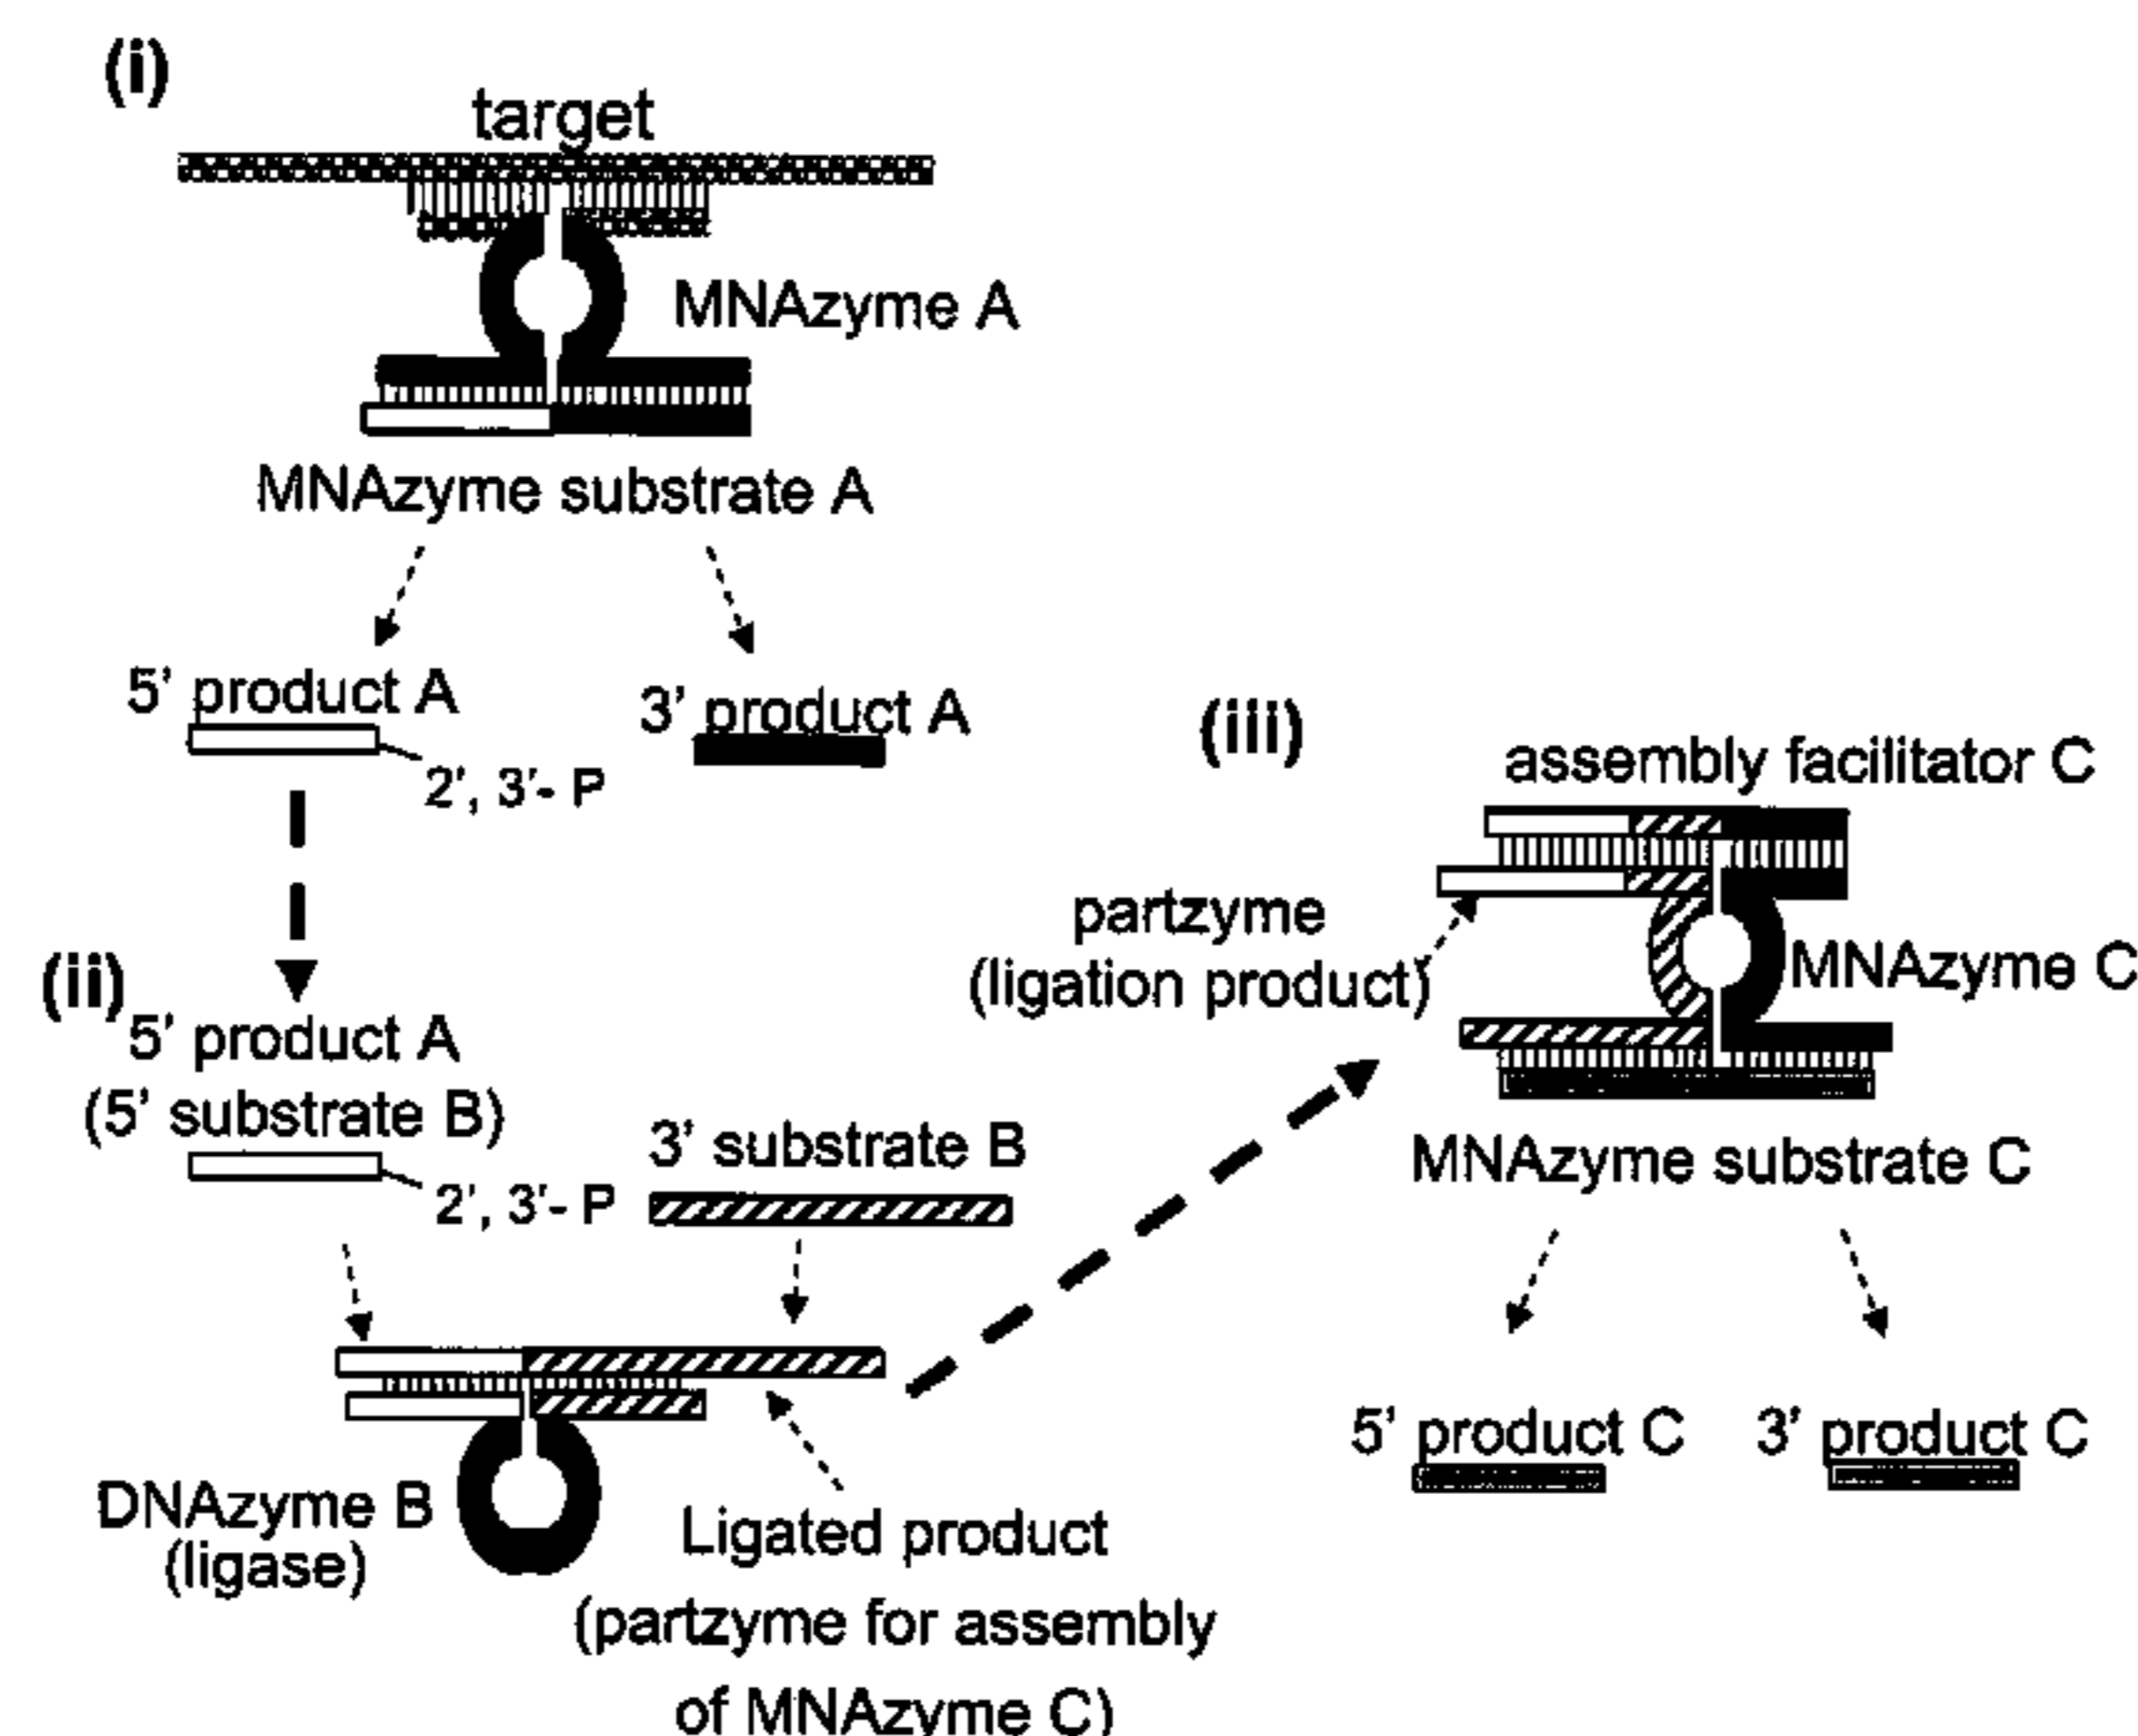 (i)
target
MNAzyme A
MNAzyme substrate A
5' product A
3' product A
2', 3'- P
(ii)
5' product A
(5' substrate B)
2', 3'- P
3' substrate B
DNAzyme B
(ligase)
Ligated product
(partzyme for assembly
of MNAzyme C)
(iii)
assembly facilitator C
partzyme
(ligation product)
MNAzyme C
MNAzyme substrate C
5' product C
3' product C